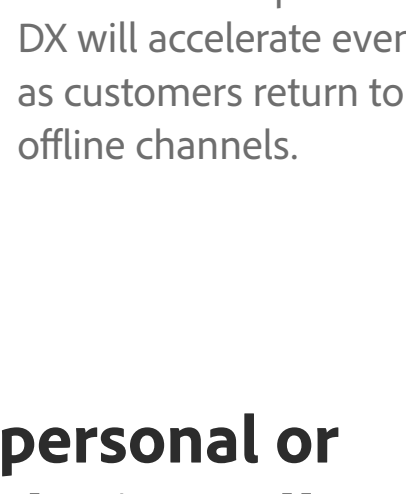 DX will accelerate ever
as customers return to
offline channels.
personal or